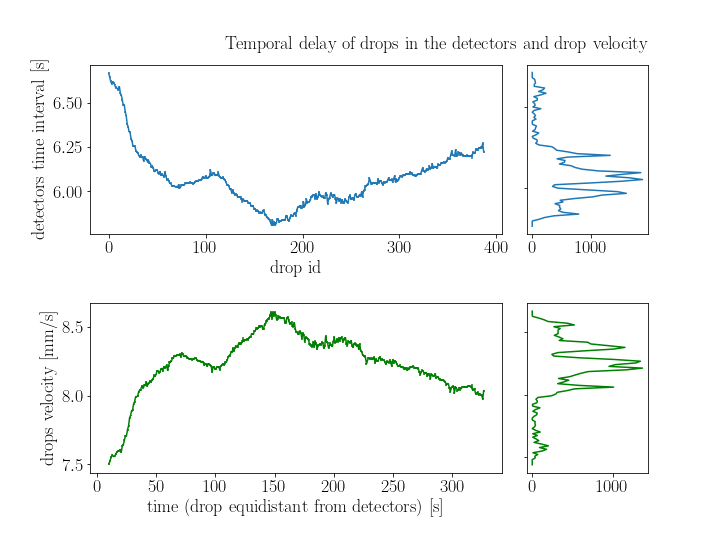 Temporal delay of drops in the detectors and drop velocity
detectors time interval [s]
6.50
6.25
6.00
0 100 200 300 400
drop id
0 1000
drops velocity [mm/s]
8.5
8.0
7.5
0 50 100 150 200 250 300
time (drop equidistant from detectors) [s]
0 1000